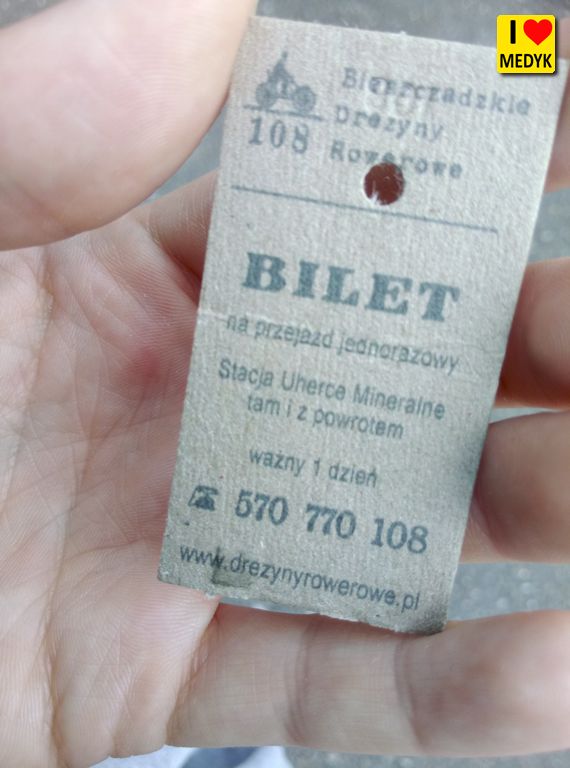 I ❤
MEDYK
Bieszczadzkie
Drezyny
Rowerowe
108
BILET
na przejazd jednorazowy
Stacja Uherce Mineralne
tam i z powrotem
ważny 1 dzień
☎ 570 770 108
www.drezynyrowerowe.pl